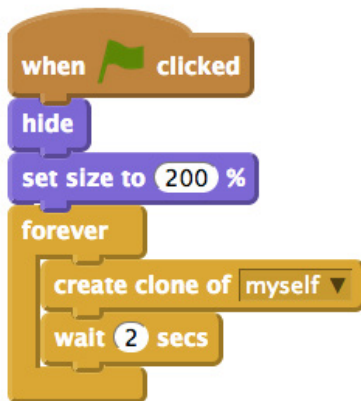 when clicked
hide
set size to 200 %
forever
create clone of myself
wait 2 secs